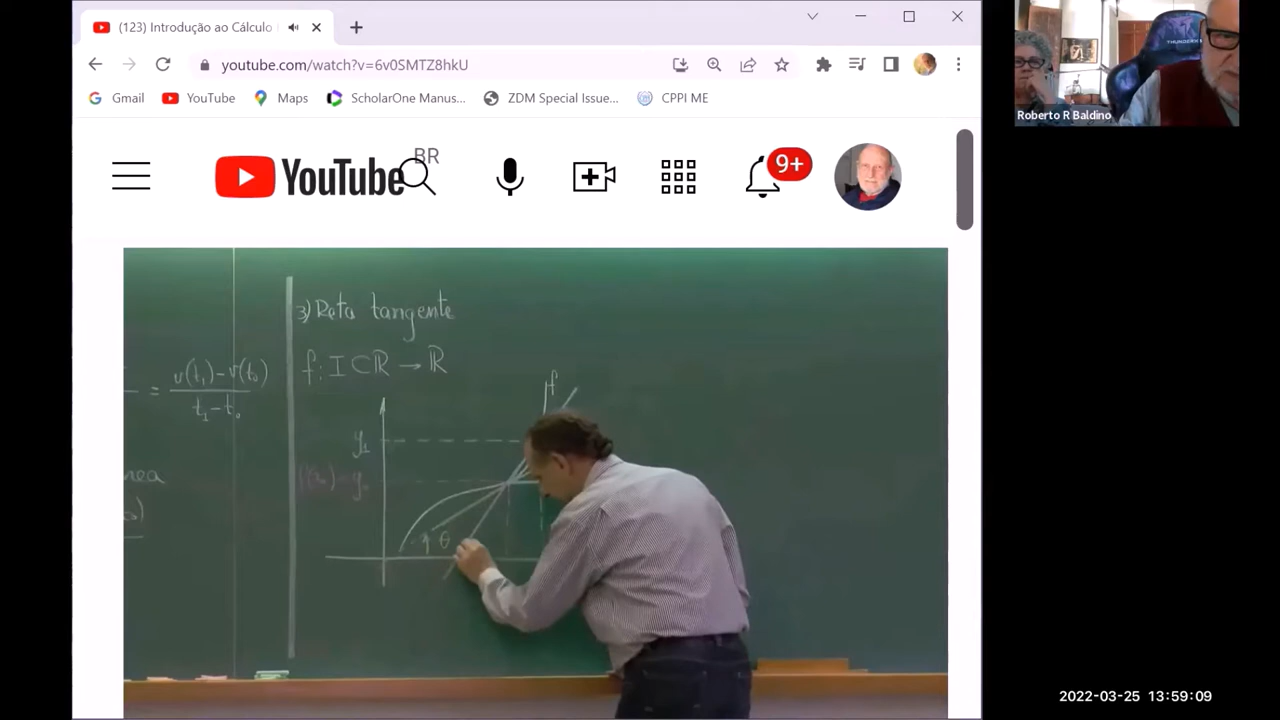 (123) Introdução ao Cálculo
youtube.com/watch?v=6v0SMTZ8hkU
Gmail
YouTube
Maps
ScholarOne Manus...
ZDM Special Issue...
CPPI ME
YouTube BR
9+
3) Reta tangente
f: I ⊂ ℝ → ℝ
= v(t₁) - v(t₀)
t₁ - t₀
f
y₁
θ
Roberto R Baldino
2022-03-25 13:59:09